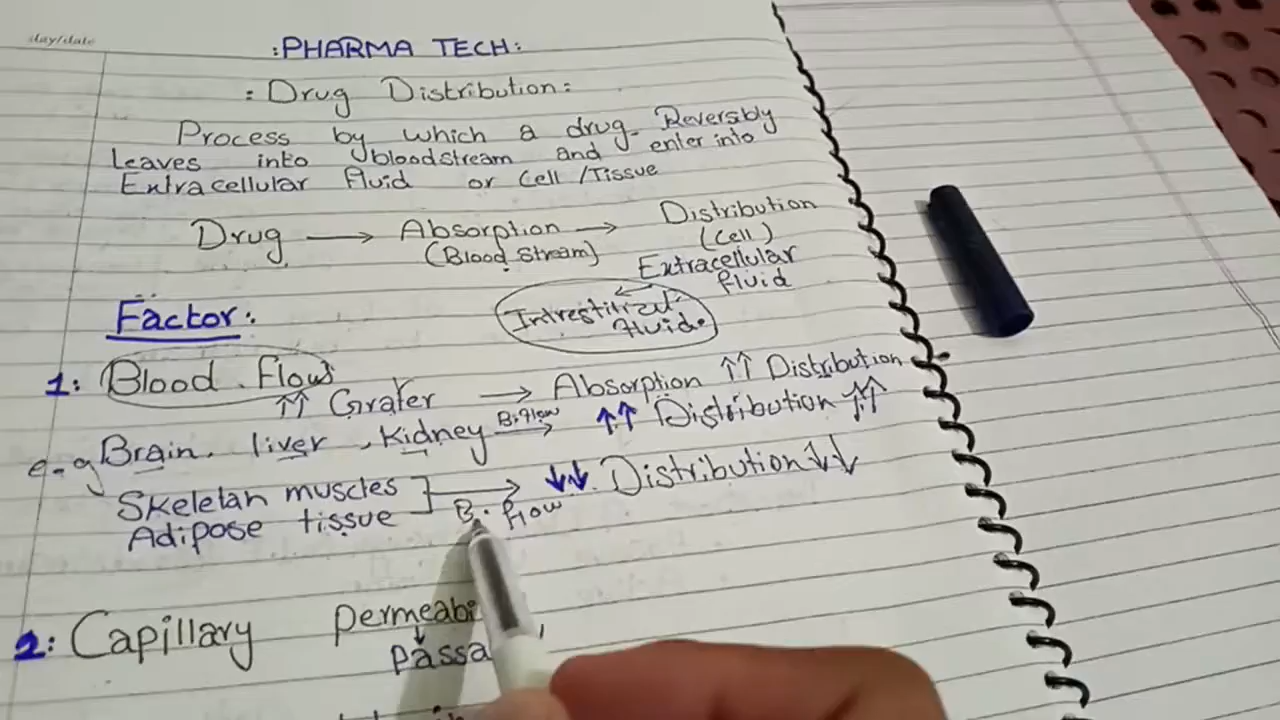 day/date
:PHARMA TECH:
: Drug Distribution:
Process by which a drug Reversbly
Leaves into bloodstream and enter into
Extracellular Fluid or Cell /Tissue
Drug → Absorption → Distribution
(Blood Stream) (Cell)
Extracellular
fluid
Intrestitial
fluid.
Factor:
1: Blood. Flow
↑↑ Grater → Absorption ↑↑ Distribution
e.g Brain, liver, Kidney B.flow → ↑↑ Distribution ↑↑
Skeletan muscles → ↓↓ Distribution ↓↓
Adipose tissue B. flow
2: Capillary Permeabi
↓
Passa